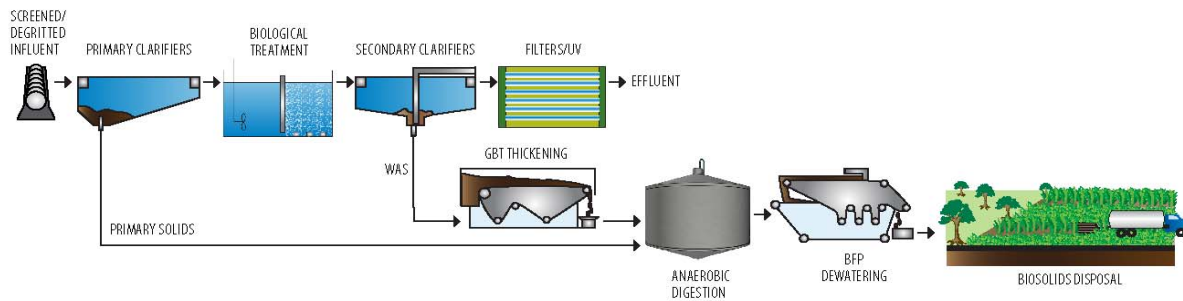 SCREENED/
DEGRITTED
INFLUENT
PRIMARY CLARIFIERS
BIOLOGICAL
TREATMENT
SECONDARY CLARIFIERS
FILTERS/UV
EFFLUENT
WAS
GBT THICKENING
PRIMARY SOLIDS
ANAEROBIC
DIGESTION
BFP
DEWATERING
BIOSOLIDS DISPOSAL